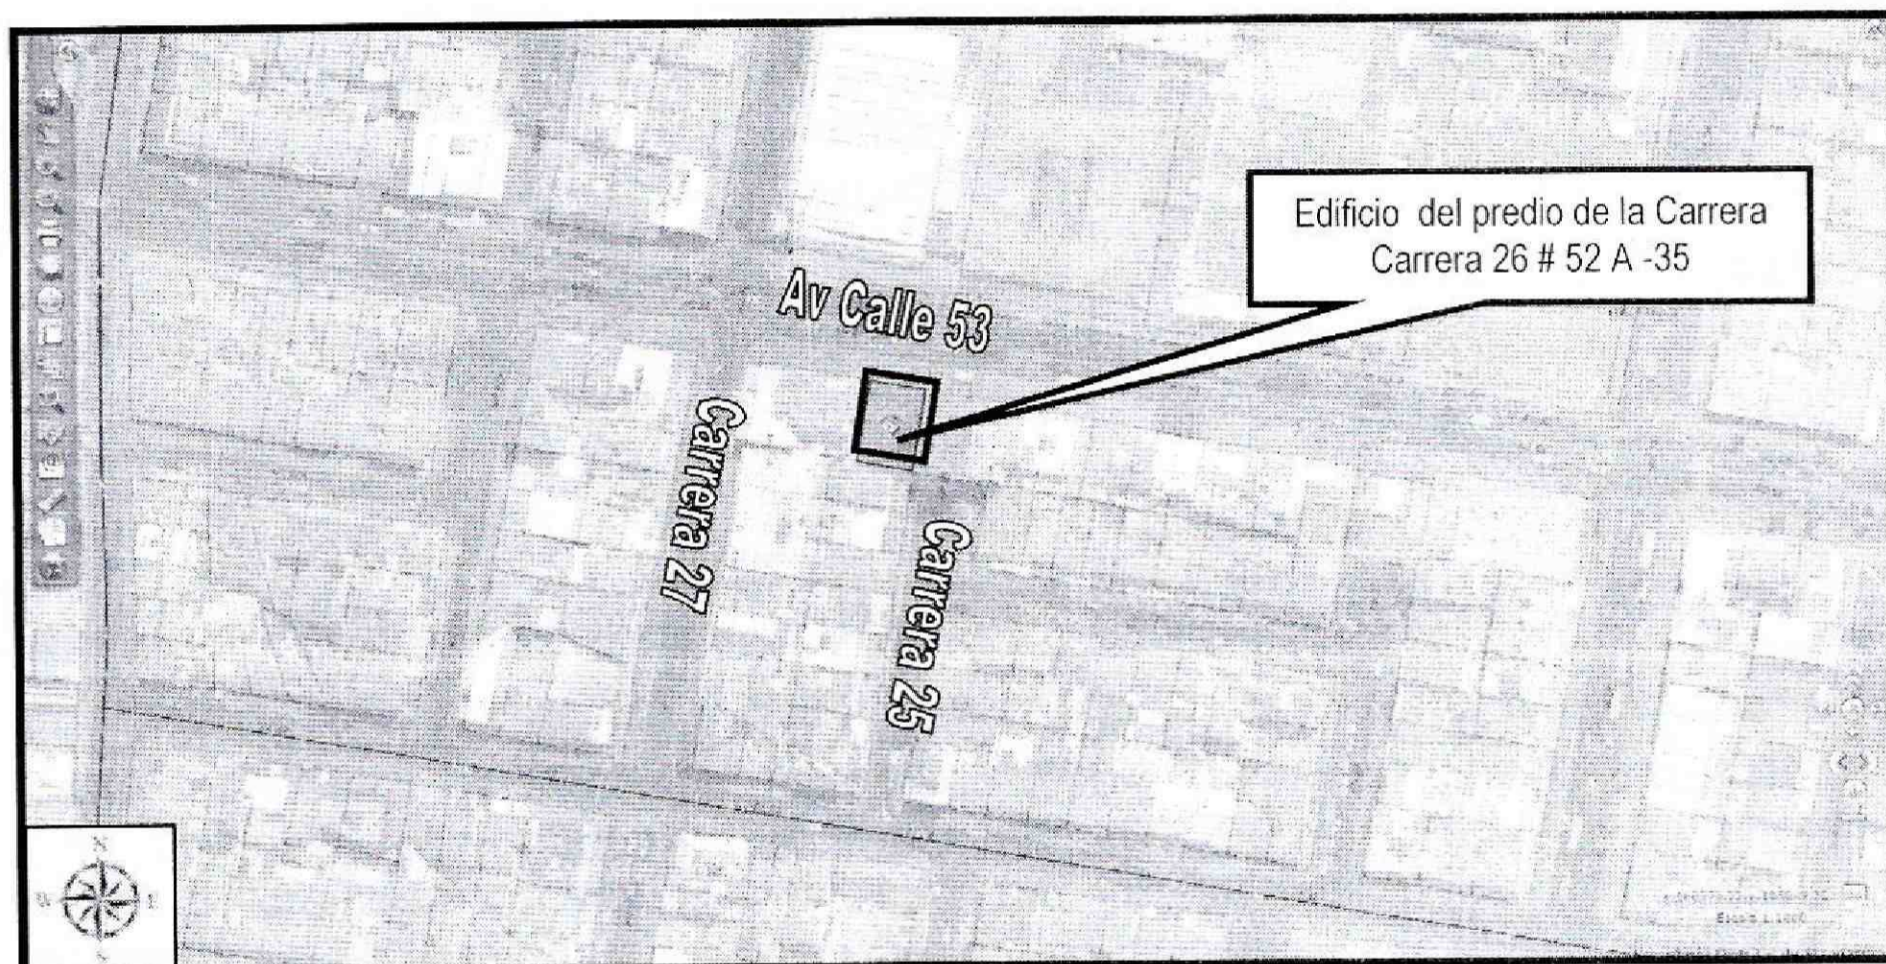 Edificio del predio de la Carrera
Carrera 26 # 52 A -35
Av Calle 53
Carrera 27
Carrera 25